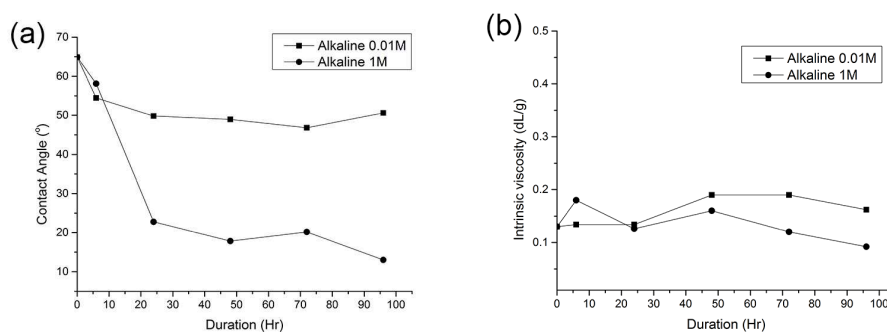 (a)
70
60
50
40
30
20
10
Contact Angle (°)
0 10 20 30 40 50 60 70 80 90 100
Duration (Hr)
Alkaline 0.01M
Alkaline 1M
(b)
0.5
0.4
0.3
0.2
0.1
Intrinsic viscosity (dL/g)
0 10 20 30 40 50 60 70 80 90 100
Duration (Hr)
Alkaline 0.01M
Alkaline 1M